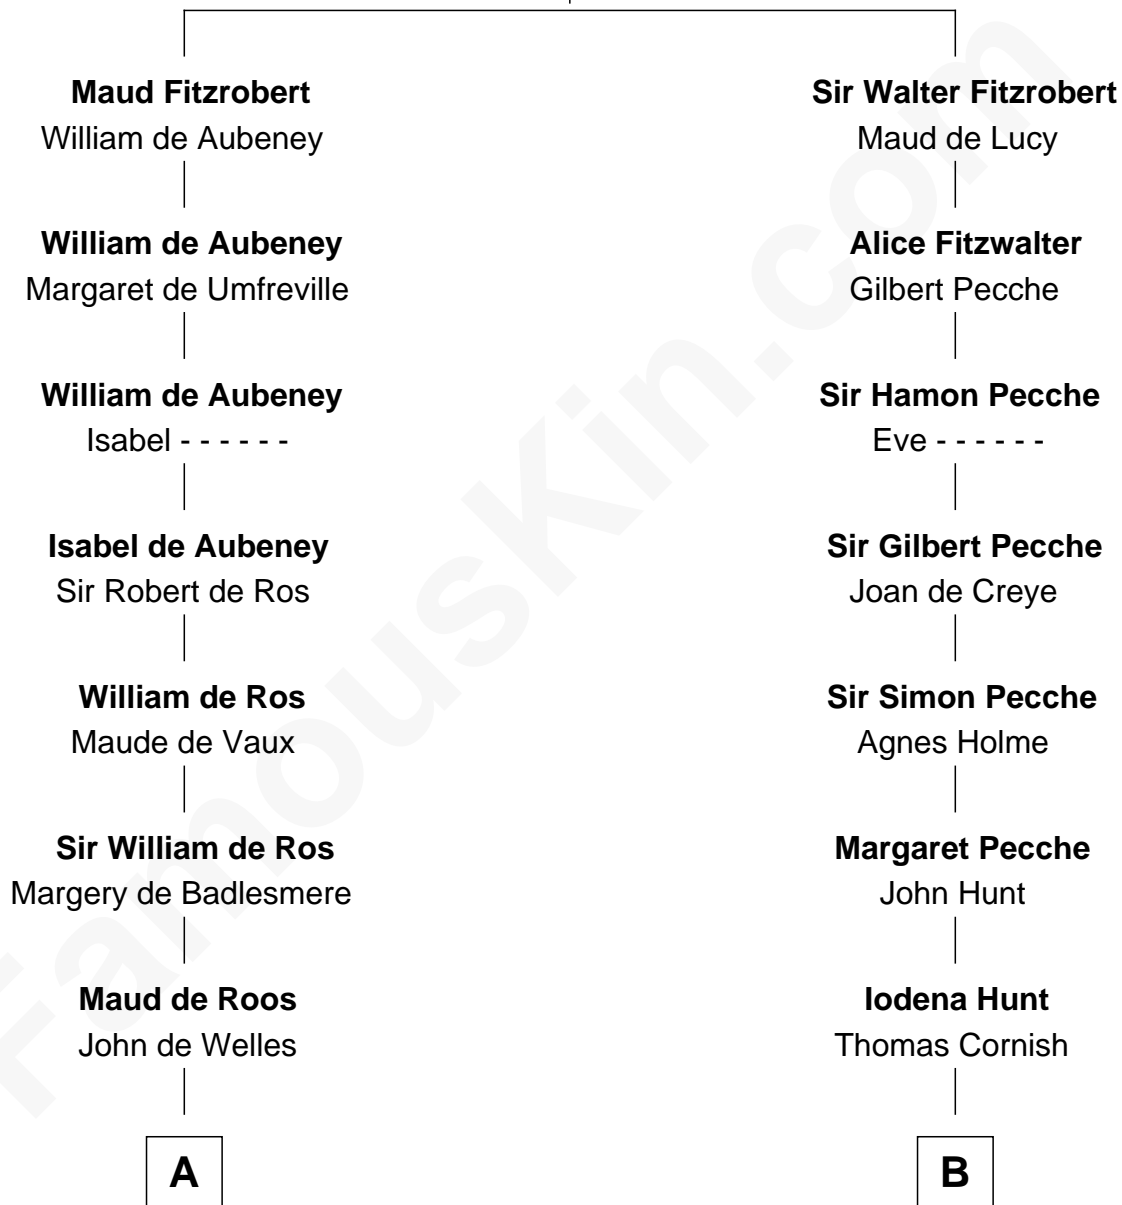 Maud Fitzrobert
William de Aubeney
William de Aubeney
Margaret de Umfreville
William de Aubeney
Isabel - - - - - -
Isabel de Aubeney
Sir Robert de Ros
William de Ros
Maude de Vaux
Sir William de Ros
Margery de Badlesmere
Maud de Roos
John de Welles
A
Sir Walter Fitzrobert
Maud de Lucy
Alice Fitzwalter
Gilbert Pecche
Sir Hamon Pecche
Eve - - - - - -
Sir Gilbert Pecche
Joan de Creye
Sir Simon Pecche
Agnes Holme
Margaret Pecche
John Hunt
Iodena Hunt
Thomas Cornish
B
FamousKin.com